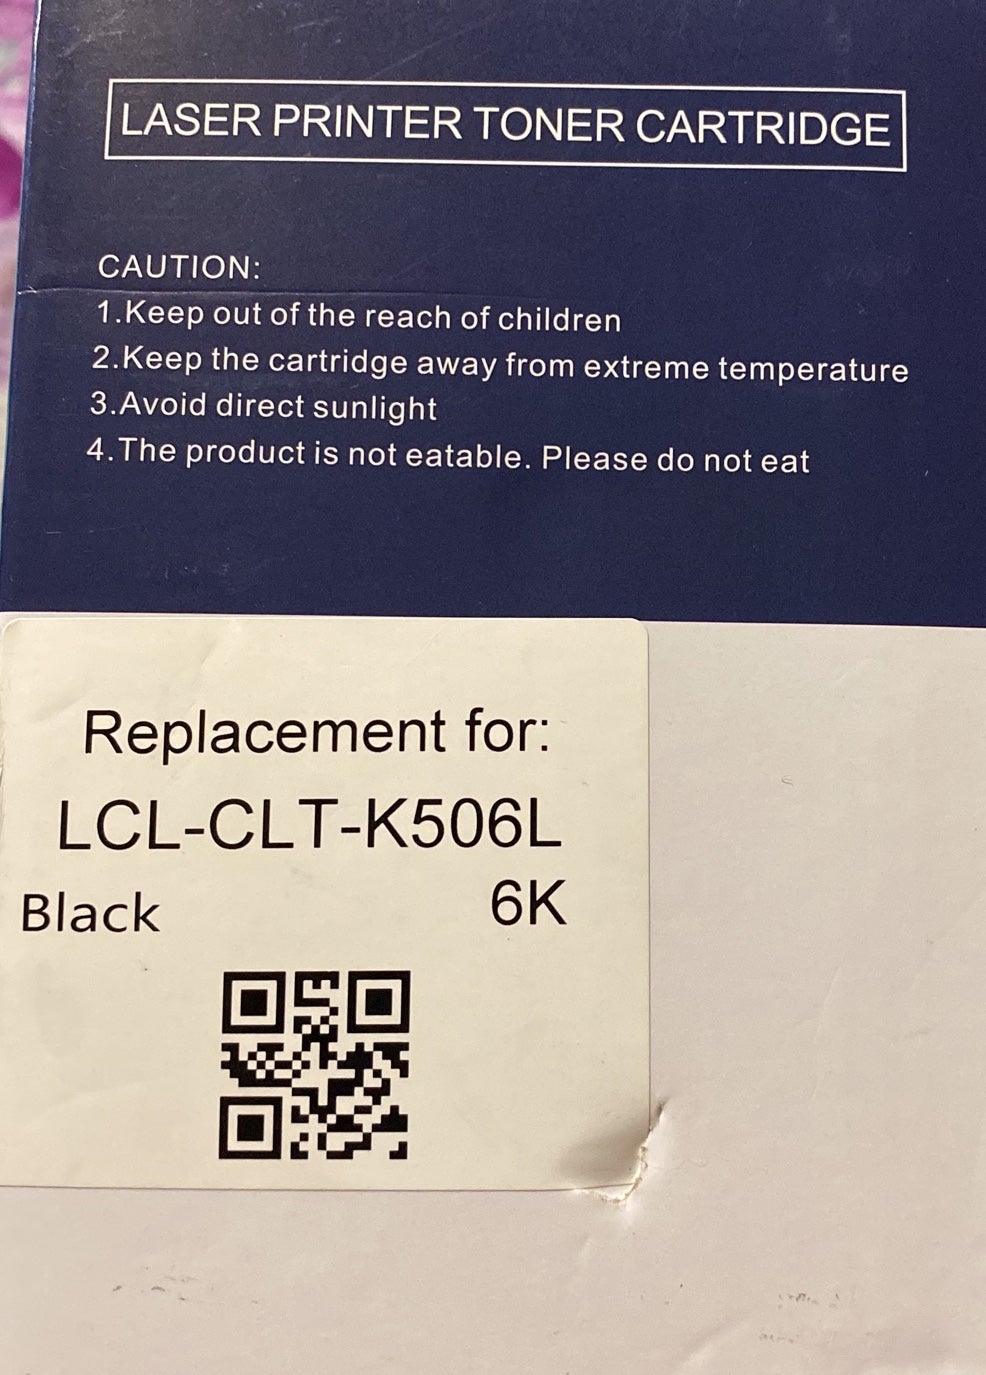 LASER PRINTER TONER CARTRIDGE
CAUTION:
1.Keep out of the reach of children
2.Keep the cartridge away from extreme temperature
3.Avoid direct sunlight
4.The product is not eatable. Please do not eat
Replacement for:
LCL-CLT-K506L
Black 6K